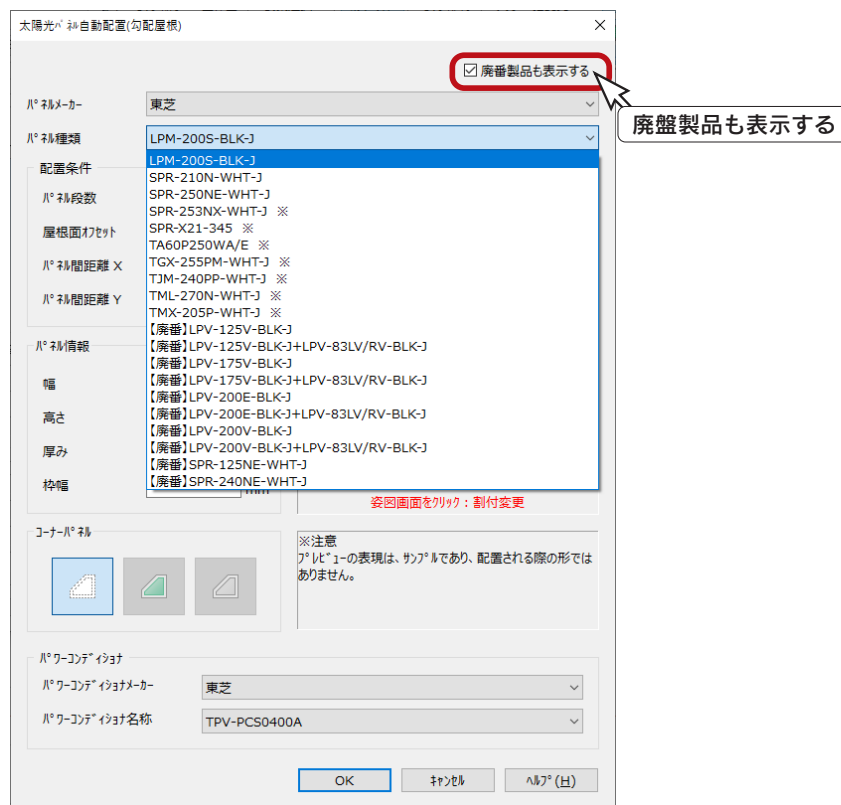 太陽光ﾊﾟﾈﾙ自動配置(勾配屋根)
廃番製品も表示する
廃盤製品も表示する
ﾊﾟﾈﾙﾒｰｶｰ
東芝
ﾊﾟﾈﾙ種類
LPM-200S-BLK-J
LPM-200S-BLK-J
配置条件
SPR-210N-WHT-J
SPR-250NE-WHT-J
ﾊﾟﾈﾙ段数
SPR-253NX-WHT-J ※
SPR-X21-345 ※
屋根面ｵﾌｾｯﾄ
TA60P250WA/E ※
TGX-255PM-WHT-J ※
ﾊﾟﾈﾙ間距離 X
TJM-240PP-WHT-J ※
TML-270N-WHT-J ※
ﾊﾟﾈﾙ間距離 Y
TMX-205P-WHT-J ※
【廃番】LPV-125V-BLK-J
【廃番】LPV-125V-BLK-J+LPV-83LV/RV-BLK-J
ﾊﾟﾈﾙ情報
【廃番】LPV-175V-BLK-J
【廃番】LPV-175V-BLK-J+LPV-83LV/RV-BLK-J
幅
【廃番】LPV-200E-BLK-J
【廃番】LPV-200E-BLK-J+LPV-83LV/RV-BLK-J
高さ
【廃番】LPV-200V-BLK-J
【廃番】LPV-200V-BLK-J+LPV-83LV/RV-BLK-J
厚み
【廃番】SPR-125NE-WHT-J
【廃番】SPR-240NE-WHT-J
枠幅
mm
姿図画面をｸﾘｯｸ：割付変更
ｺｰﾅｰﾊﾟﾈﾙ
※注意
ﾌﾟﾚﾋﾞｭｰの表現は、ｻﾝﾌﾟﾙであり、配置される際の形では
ありません。
ﾊﾟﾜｰｺﾝﾃﾞｨｼｮﾅ
ﾊﾟﾜｰｺﾝﾃﾞｨｼｮﾅﾒｰｶｰ
東芝
ﾊﾟﾜｰｺﾝﾃﾞｨｼｮﾅ名称
TPV-PCS0400A
OK
ｷｬﾝｾﾙ
ﾍﾙﾌﾟ(H)